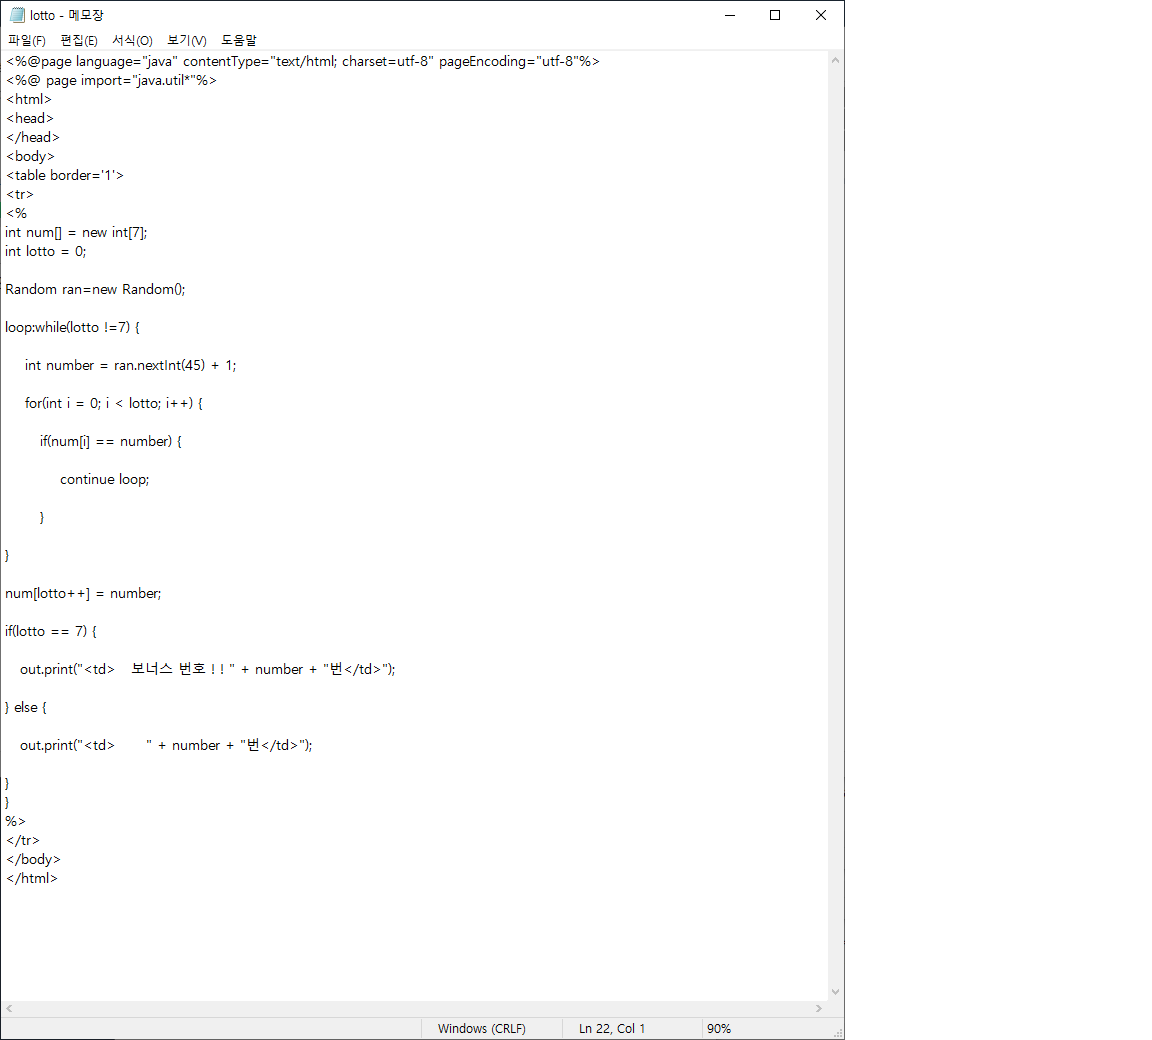 lotto - 메모장
파일(F) 편집(E) 서식(O) 보기(V) 도움말
<%@page language="java" contentType="text/html; charset=utf-8" pageEncoding="utf-8"%>
<%@ page import="java.util*"%>
<html>
<head>
</head>
<body>
<table border='1'>
<tr>
<%
int num[] = new int[7];
int lotto = 0;
Random ran=new Random();
loop:while(lotto !=7) {
int number = ran.nextInt(45) + 1;
for(int i = 0; i < lotto; i++) {
if(num[i] == number) {
continue loop;
}
}
num[lotto++] = number;
if(lotto == 7) {
out.print("<td> 보너스 번호 ! ! " + number + "번</td>");
} else {
out.print("<td> " + number + "번</td>");
}
}
%>
</tr>
</body>
</html>
Windows (CRLF) Ln 22, Col 1 90%